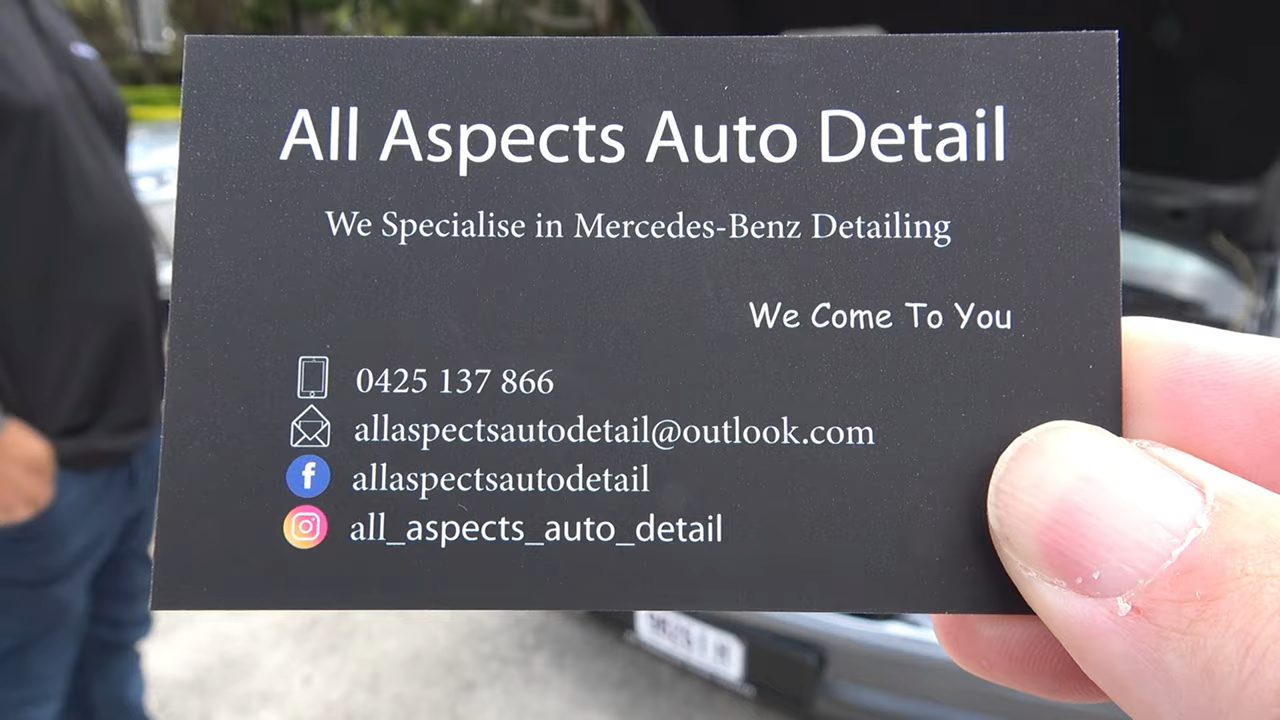 All Aspects Auto Detail
We Specialise in Mercedes-Benz Detailing
We Come To You
0425 137 866
allaspectsautodetail@outlook.com
allaspectsautodetail
all_aspects_auto_detail